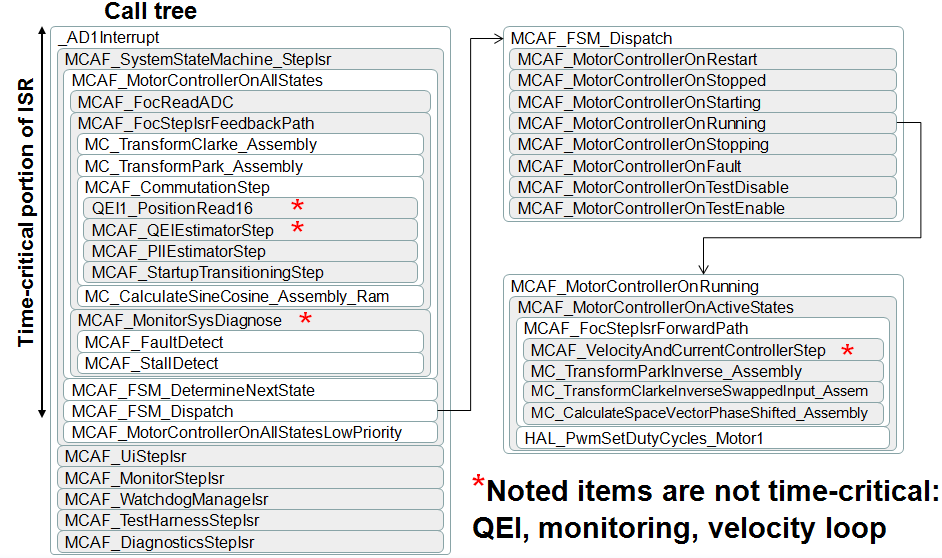 Call tree
Time-critical portion of ISR
_AD1Interrupt
MCAF_SystemStateMachine_StepIsr
MCAF_MotorControllerOnAllStates
MCAF_FocReadADC
MCAF_FocStepIsrFeedbackPath
MC_TransformClarke_Assembly
MC_TransformPark_Assembly
MCAF_CommutationStep
QEI1_PositionRead16 *
MCAF_QEIEstimatorStep *
MCAF_PllEstimatorStep
MCAF_StartupTransitioningStep
MC_CalculateSineCosine_Assembly_Ram
MCAF_MonitorSysDiagnose *
MCAF_FaultDetect
MCAF_StallDetect
MCAF_FSM_DetermineNextState
MCAF_FSM_Dispatch
MCAF_MotorControllerOnAllStatesLowPriority
MCAF_UiStepIsr
MCAF_MonitorStepIsr
MCAF_WatchdogManageIsr
MCAF_TestHarnessStepIsr
MCAF_DiagnosticsStepIsr
MCAF_FSM_Dispatch
MCAF_MotorControllerOnRestart
MCAF_MotorControllerOnStopped
MCAF_MotorControllerOnStarting
MCAF_MotorControllerOnRunning
MCAF_MotorControllerOnStopping
MCAF_MotorControllerOnFault
MCAF_MotorControllerOnTestDisable
MCAF_MotorControllerOnTestEnable
MCAF_MotorControllerOnRunning
MCAF_MotorControllerOnActiveStates
MCAF_FocStepIsrForwardPath
MCAF_VelocityAndCurrentControllerStep *
MC_TransformParkInverse_Assembly
MC_TransformClarkeInverseSwappedInput_Assem
MC_CalculateSpaceVectorPhaseShifted_Assembly
HAL_PwmSetDutyCycles_Motor1
*Noted items are not time-critical:
QEI, monitoring, velocity loop